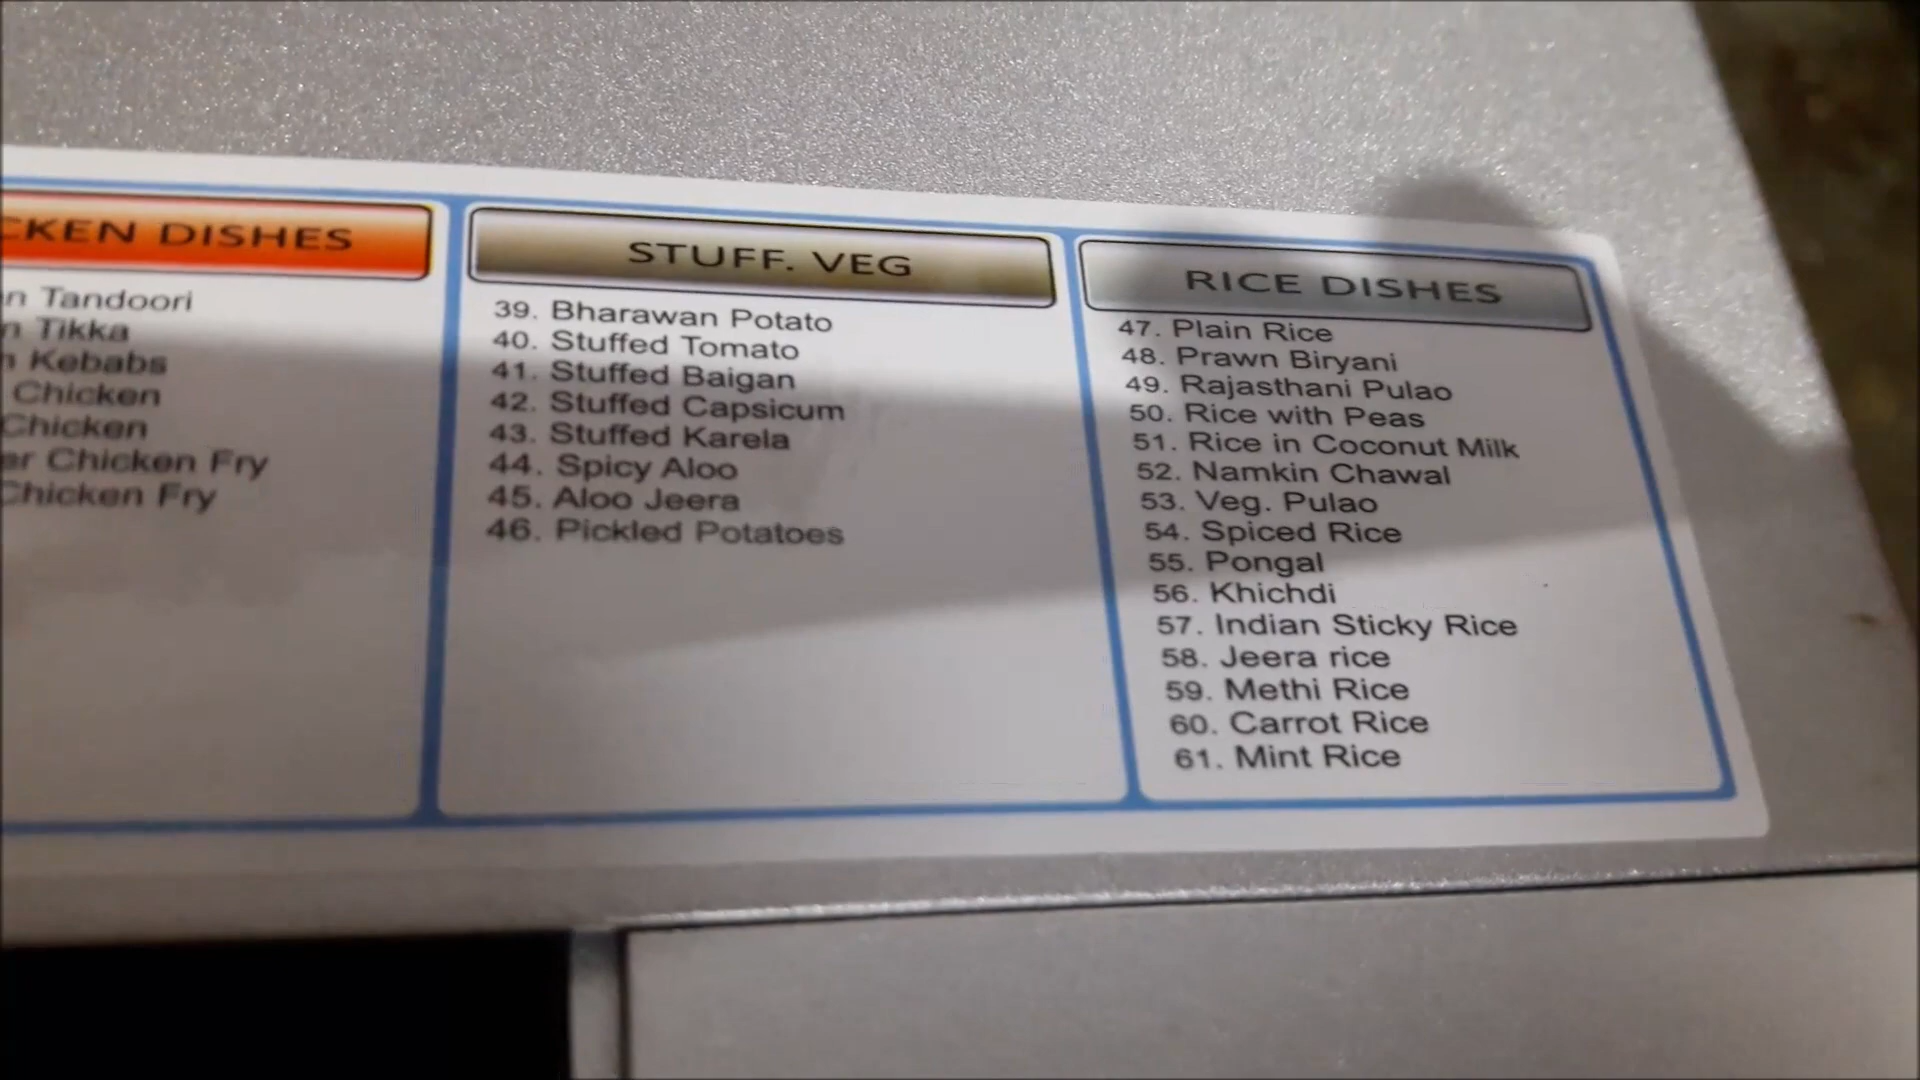 CKEN DISHES
n Tandoori
n Tikka
n Kebabs
Chicken
Chicken
er Chicken Fry
Chicken Fry
STUFF. VEG
39. Bharawan Potato
40. Stuffed Tomato
41. Stuffed Baigan
42. Stuffed Capsicum
43. Stuffed Karela
44. Spicy Aloo
45. Aloo Jeera
46. Pickled Potatoes
RICE DISHES
47. Plain Rice
48. Prawn Biryani
49. Rajasthani Pulao
50. Rice with Peas
51. Rice in Coconut Milk
52. Namkin Chawal
53. Veg. Pulao
54. Spiced Rice
55. Pongal
56. Khichdi
57. Indian Sticky Rice
58. Jeera rice
59. Methi Rice
60. Carrot Rice
61. Mint Rice